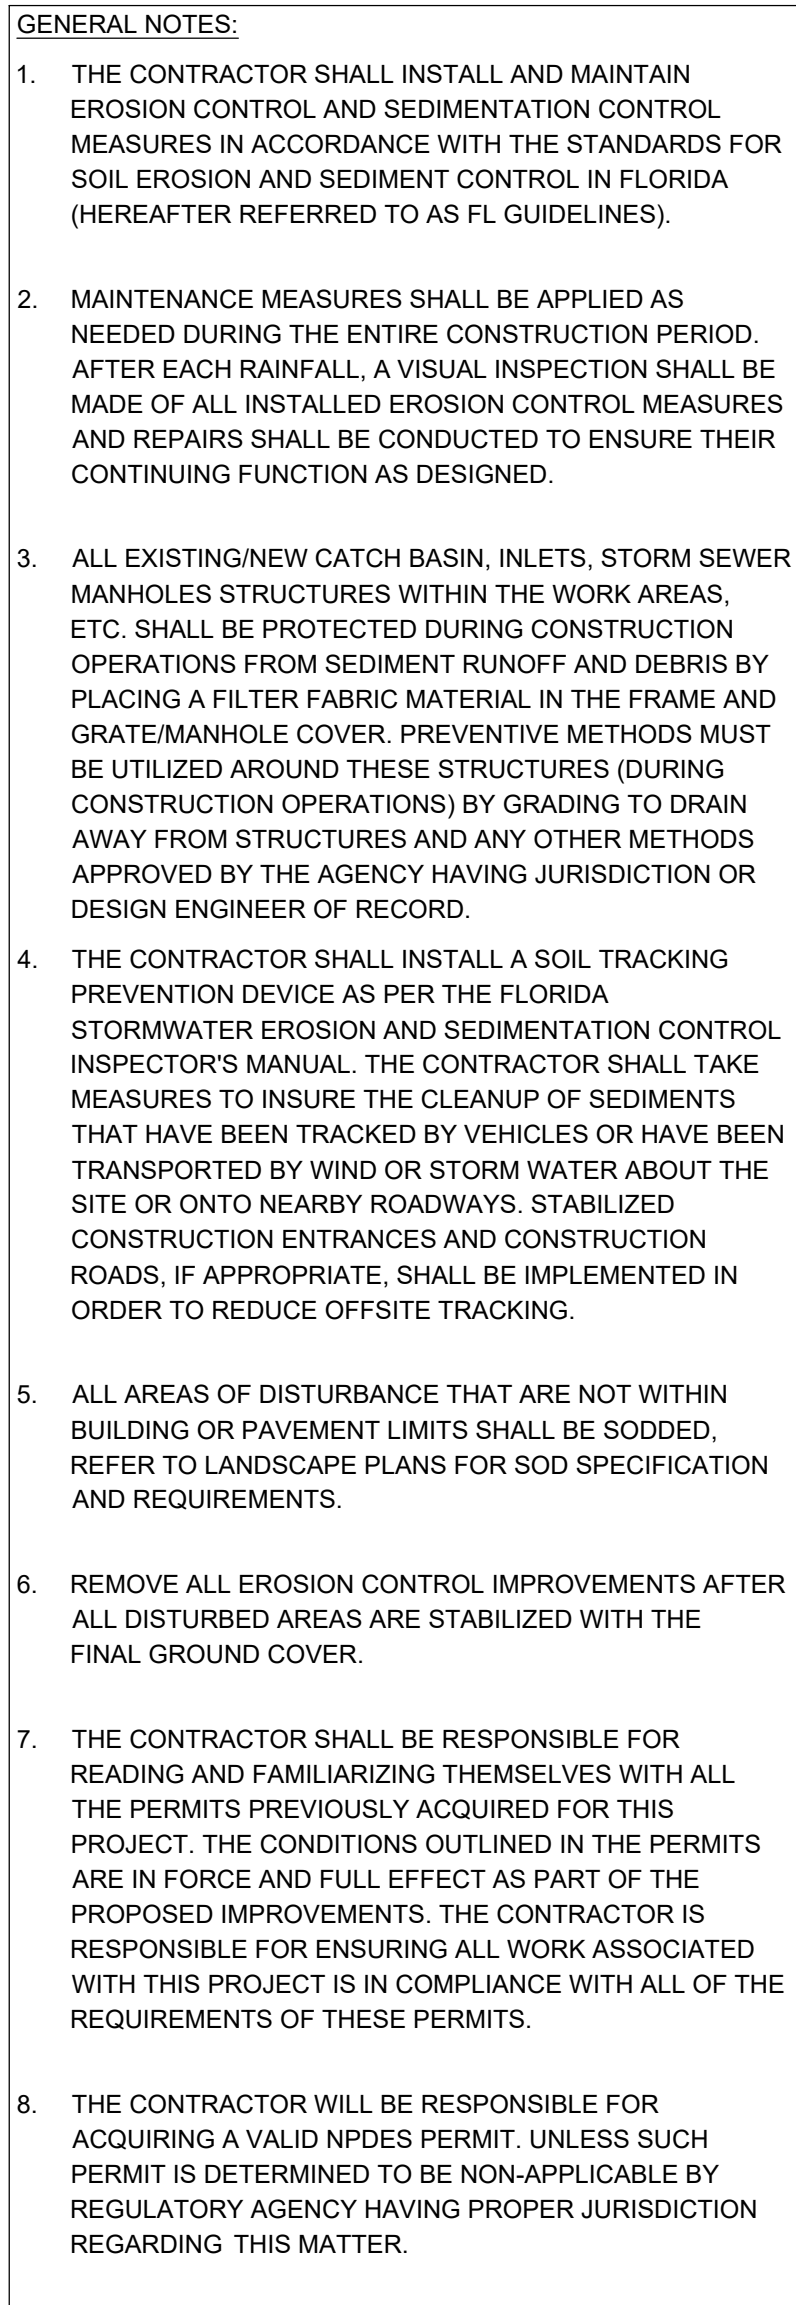 GENERAL NOTES:
1. THE CONTRACTOR SHALL INSTALL AND MAINTAIN
EROSION CONTROL AND SEDIMENTATION CONTROL
MEASURES IN ACCORDANCE WITH THE STANDARDS FOR
SOIL EROSION AND SEDIMENT CONTROL IN FLORIDA
(HEREAFTER REFERRED TO AS FL GUIDELINES).
2. MAINTENANCE MEASURES SHALL BE APPLIED AS
NEEDED DURING THE ENTIRE CONSTRUCTION PERIOD.
AFTER EACH RAINFALL, A VISUAL INSPECTION SHALL BE
MADE OF ALL INSTALLED EROSION CONTROL MEASURES
AND REPAIRS SHALL BE CONDUCTED TO ENSURE THEIR
CONTINUING FUNCTION AS DESIGNED.
3. ALL EXISTING/NEW CATCH BASIN, INLETS, STORM SEWER
MANHOLES STRUCTURES WITHIN THE WORK AREAS,
ETC. SHALL BE PROTECTED DURING CONSTRUCTION
OPERATIONS FROM SEDIMENT RUNOFF AND DEBRIS BY
PLACING A FILTER FABRIC MATERIAL IN THE FRAME AND
GRATE/MANHOLE COVER. PREVENTIVE METHODS MUST
BE UTILIZED AROUND THESE STRUCTURES (DURING
CONSTRUCTION OPERATIONS) BY GRADING TO DRAIN
AWAY FROM STRUCTURES AND ANY OTHER METHODS
APPROVED BY THE AGENCY HAVING JURISDICTION OR
DESIGN ENGINEER OF RECORD.
4. THE CONTRACTOR SHALL INSTALL A SOIL TRACKING
PREVENTION DEVICE AS PER THE FLORIDA
STORMWATER EROSION AND SEDIMENTATION CONTROL
INSPECTOR'S MANUAL. THE CONTRACTOR SHALL TAKE
MEASURES TO INSURE THE CLEANUP OF SEDIMENTS
THAT HAVE BEEN TRACKED BY VEHICLES OR HAVE BEEN
TRANSPORTED BY WIND OR STORM WATER ABOUT THE
SITE OR ONTO NEARBY ROADWAYS. STABILIZED
CONSTRUCTION ENTRANCES AND CONSTRUCTION
ROADS, IF APPROPRIATE, SHALL BE IMPLEMENTED IN
ORDER TO REDUCE OFFSITE TRACKING.
5. ALL AREAS OF DISTURBANCE THAT ARE NOT WITHIN
BUILDING OR PAVEMENT LIMITS SHALL BE SODDED,
REFER TO LANDSCAPE PLANS FOR SOD SPECIFICATION
AND REQUIREMENTS.
6. REMOVE ALL EROSION CONTROL IMPROVEMENTS AFTER
ALL DISTURBED AREAS ARE STABILIZED WITH THE
FINAL GROUND COVER.
7. THE CONTRACTOR SHALL BE RESPONSIBLE FOR
READING AND FAMILIARIZING THEMSELVES WITH ALL
THE PERMITS PREVIOUSLY ACQUIRED FOR THIS
PROJECT. THE CONDITIONS OUTLINED IN THE PERMITS
ARE IN FORCE AND FULL EFFECT AS PART OF THE
PROPOSED IMPROVEMENTS. THE CONTRACTOR IS
RESPONSIBLE FOR ENSURING ALL WORK ASSOCIATED
WITH THIS PROJECT IS IN COMPLIANCE WITH ALL OF THE
REQUIREMENTS OF THESE PERMITS.
8. THE CONTRACTOR WILL BE RESPONSIBLE FOR
ACQUIRING A VALID NPDES PERMIT. UNLESS SUCH
PERMIT IS DETERMINED TO BE NON-APPLICABLE BY
REGULATORY AGENCY HAVING PROPER JURISDICTION
REGARDING THIS MATTER.